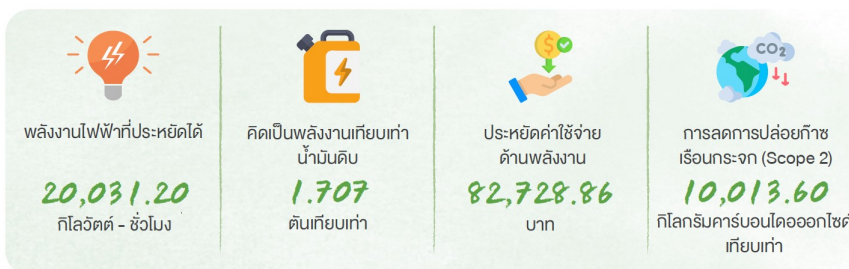 CO2
พลังงานไฟฟ้าที่ประหยัดได้
20,031.20
กิโลวัตต์ - ชั่วโมง
คิดเป็นพลังงานเทียบเท่า
น้ำมันดิบ
1.707
ตันเทียบเท่า
ประหยัดค่าใช้จ่าย
ด้านพลังงาน
82,728.86
บาท
การลดการปล่อยก๊าซ
เรือนกระจก (Scope 2)
10,013.60
กิโลกรัมคาร์บอนไดออกไซด์
เทียบเท่า